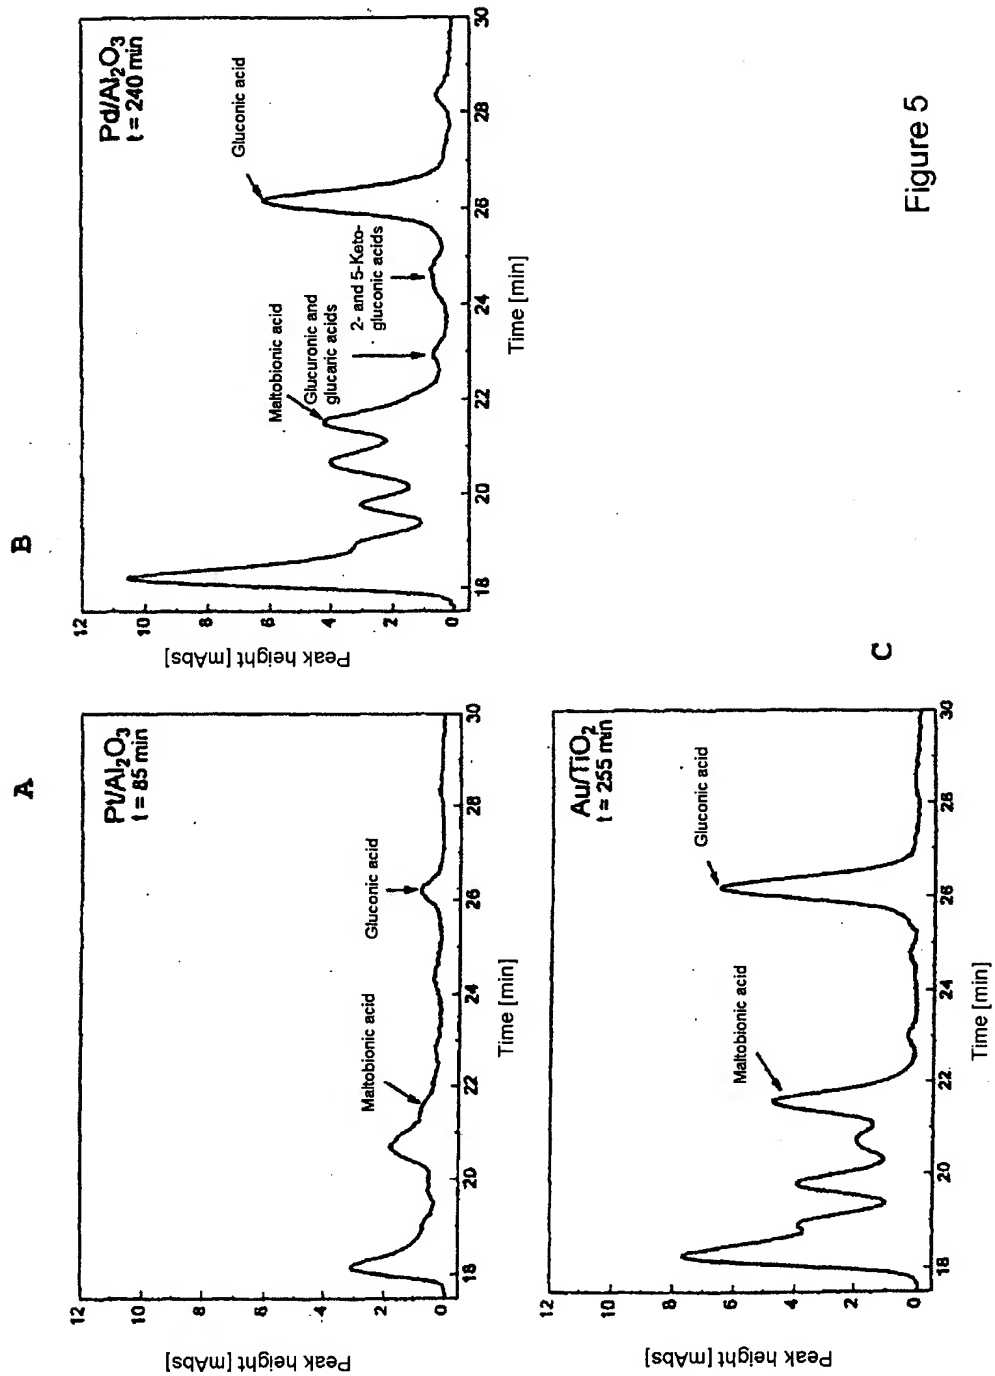 A
Pt/Al2O3
t = 85 min
Maltobionic acid
Gluconic acid
Peak height [mAbs]
12
10
8
6
4
2
0
18
20
22
24
26
28
30
Time [min]
B
Pd/Al2O3
t = 240 min
Maltobionic acid
Glucuronic and
glucaric acids
2- and 5-Keto-
gluconic acids
Gluconic acid
Peak height [mAbs]
12
10
8
6
4
2
0
18
20
22
24
26
28
30
Time [min]
C
Au/TiO2
t = 255 min
Maltobionic acid
Gluconic acid
Peak height [mAbs]
12
10
8
6
4
2
0
18
20
22
24
26
28
30
Time [min]
Figure 5